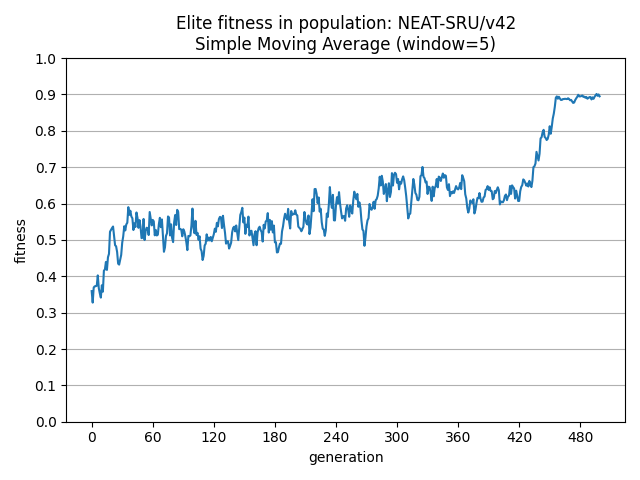 Elite fitness in population: NEAT-SRU/v42
Simple Moving Average (window=5)
1.0
0.9
0.8
0.7
0.6
0.5
0.4
0.3
0.2
0.1
0.0
fitness
0 60 120 180 240 300 360 420 480
generation